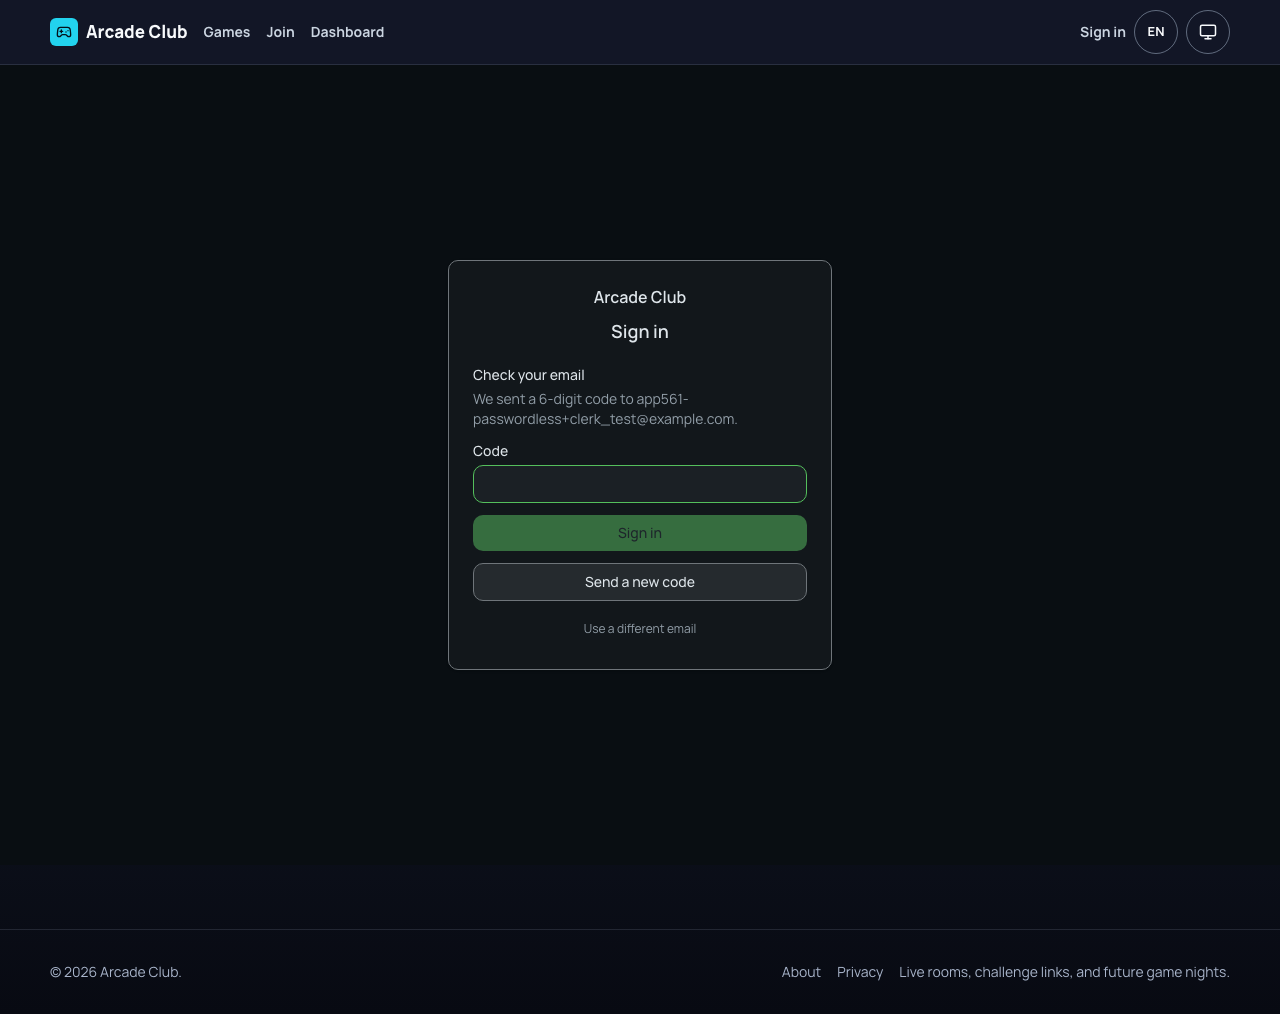 Arcade Club
Games
Join
Dashboard
Sign in
EN
Arcade Club
Sign in
Check your email
We sent a 6-digit code to app561-
passwordless+clerk_test@example.com.
Code
Sign in
Send a new code
Use a different email
© 2026 Arcade Club.
About
Privacy
Live rooms, challenge links, and future game nights.